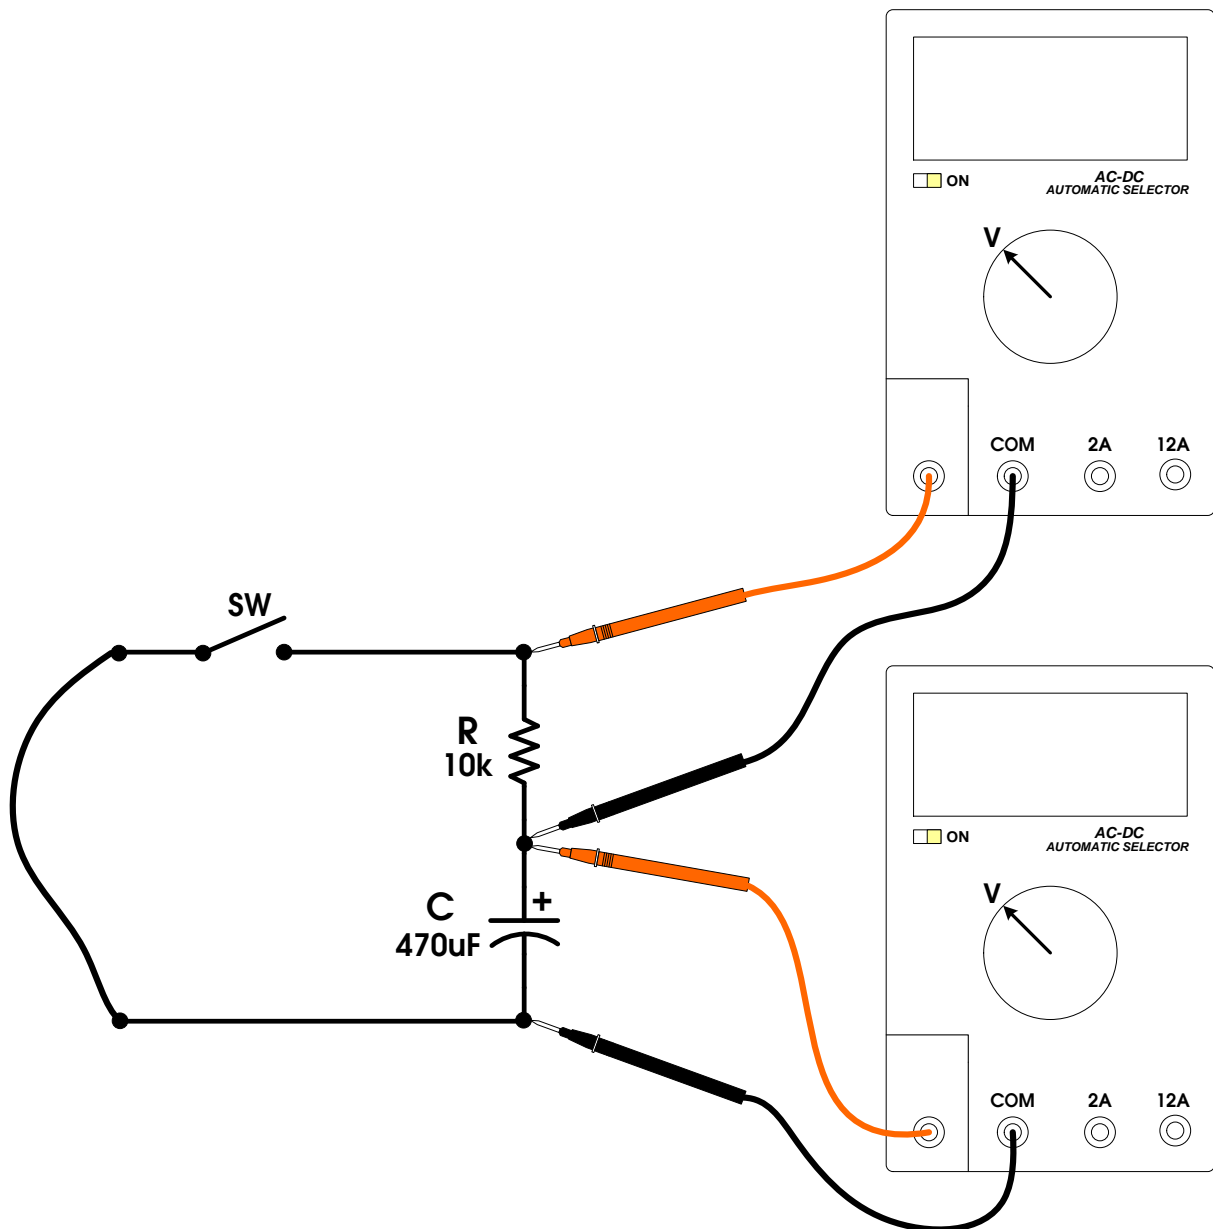 ON
AC-DC
AUTOMATIC SELECTOR
V
COM 2A 12A
SW
R
10k
C +
470uF
ON
AC-DC
AUTOMATIC SELECTOR
V
COM 2A 12A